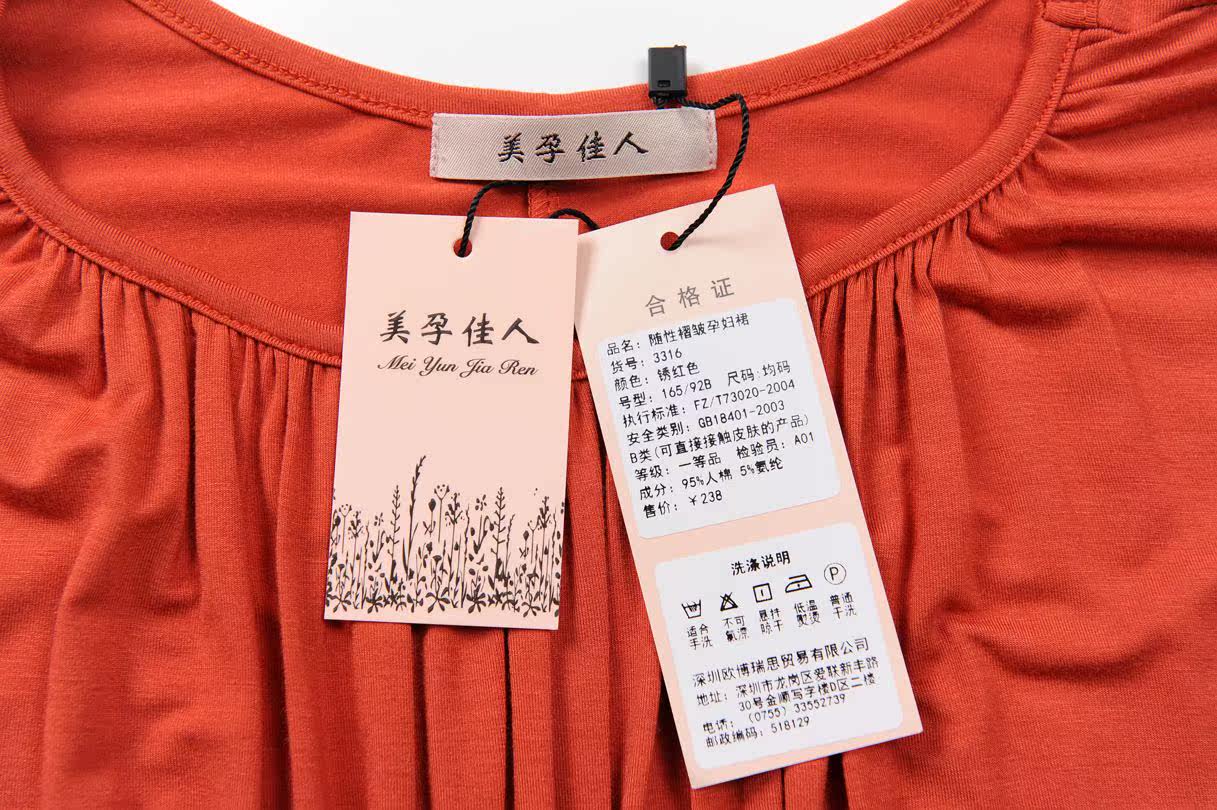 美孕佳人
美孕佳人
Mei Yun Jia Ren
合格证
品名：随性褶皱孕妇裙
货号：3316
颜色：锈红色
号型：165/92B 尺码：均码
执行标准：FZ/T73020-2004
安全类别：GB18401-2003
B类(可直接接触皮肤的产品)
等级：一等品 检验员：A01
成分：95%人棉 5%氨纶
售价：￥238
洗涤说明
P
适合 不可 悬挂 低温 普通
手洗 氯漂 晾干 熨烫 干洗
深圳欧博瑞思贸易有限公司
地址：深圳市龙岗区爱联新丰路
30号金顺写字楼D区二楼
电话：(0755)33552739
邮政编码：518129